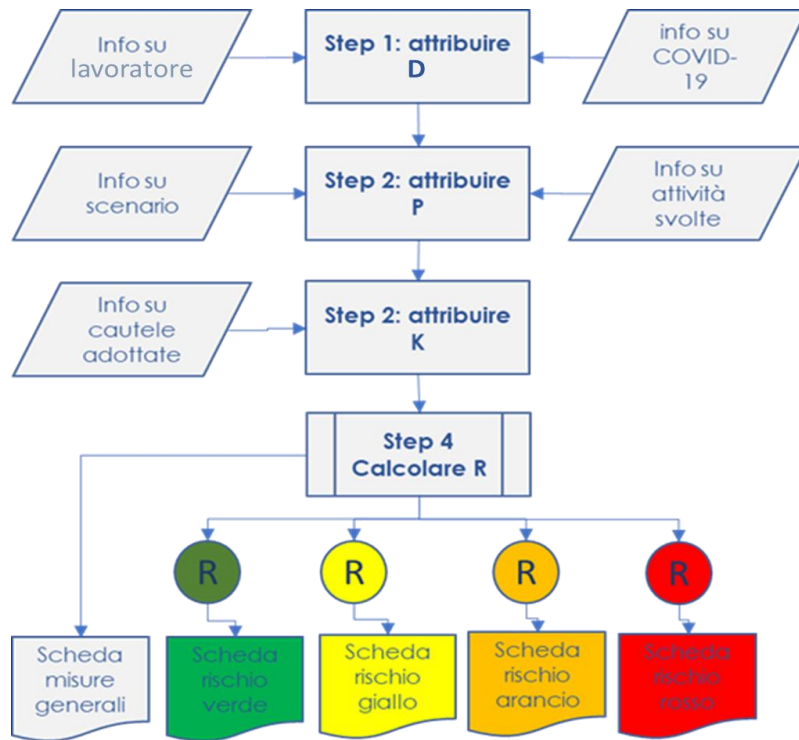 Info su
lavoratore
Step 1: attribuire
D
info su
COVID-
19
Info su
scenario
Step 2: attribuire
P
Info su
attività
svolte
Info su
cautele
adottate
Step 2: attribuire
K
Step 4
Calcolare R
R
R
R
R
Scheda
misure
generali
Scheda
rischio
verde
Scheda
rischio
giallo
Scheda
rischio
arancio
Scheda
rischio
rosso